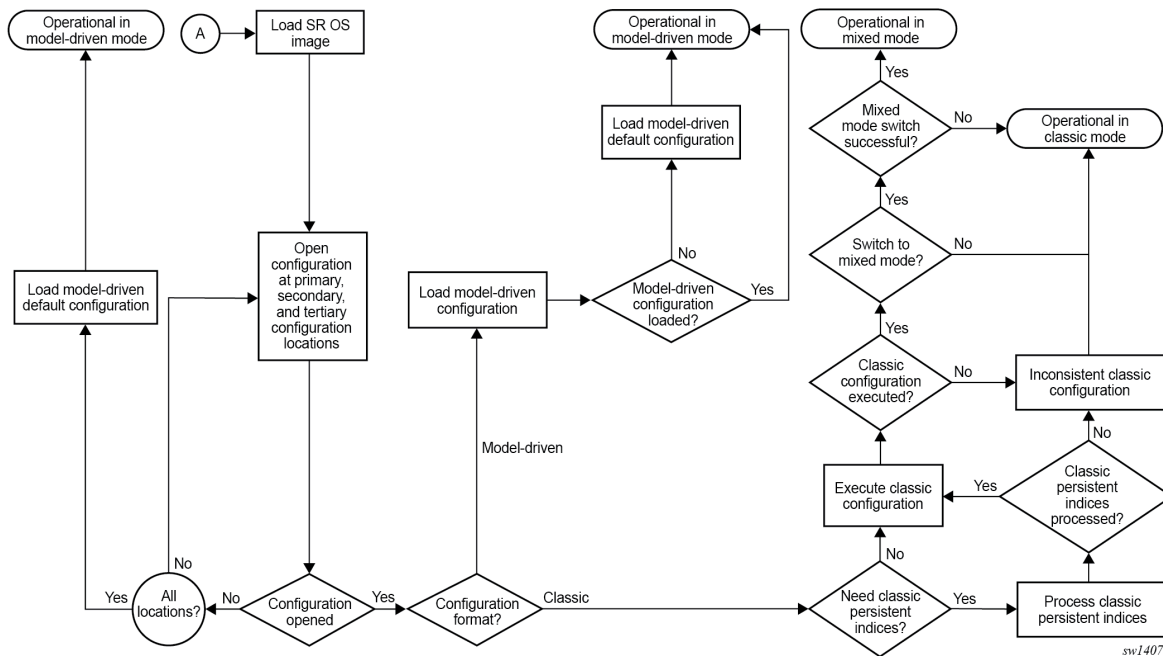 Operational in
model-driven mode
A
Load SR OS
image
Operational in
model-driven mode
Operational in
mixed mode
Yes
Mixed
mode switch
successful?
No
Operational in
classic mode
Load model-driven
default configuration
Yes
Open
configuration
at primary,
secondary,
and tertiary
configuration
locations
Switch to
mixed mode?
No
Load model-driven
default configuration
Load model-driven
configuration
No
Model-driven
configuration
loaded?
Yes
Yes
Classic
configuration
executed?
No
Inconsistent classic
configuration
Model-driven
No
Execute classic
configuration
Yes
Classic
persistent
indices
processed?
No
No
Yes
All
locations?
No
Configuration
opened
Yes
Configuration
format?
Classic
Need classic
persistent
indices?
Yes
Process classic
persistent indices
sw1407